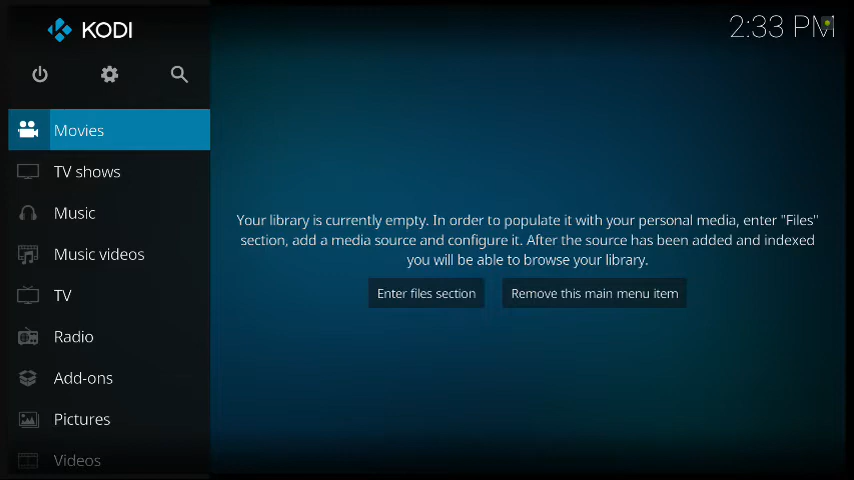 KODI
2:33 PM
Movies
TV shows
Music
Music videos
TV
Radio
Add-ons
Pictures
Videos
Your library is currently empty. In order to populate it with your personal media, enter "Files"
section, add a media source and configure it. After the source has been added and indexed
you will be able to browse your library.
Enter files section
Remove this main menu item